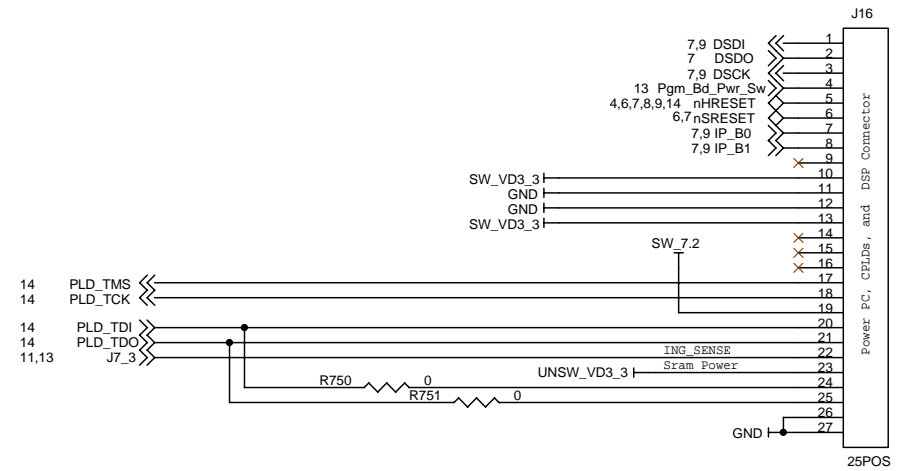 J16
7,9 DSDI 1
7 DSDO 2
7,9 DSCK 3
13 Pgm_Bd_Pwr_Sw 4
4,6,7,8,9,14 nHRESET 5
6,7 nSRESET 6
7,9 IP_B0 7
7,9 IP_B1 8
9
SW_VD3_3 10
GND 11
GND 12
SW_VD3_3 13
14
SW_7.2 15
16
14 PLD_TMS 17
14 PLD_TCK 18
19
14 PLD_TDI 20
14 PLD_TDO 21
11,13 J7_3 ING_SENSE 22
UNSW_VD3_3 Sram Power 23
R750 0 24
R751 0 25
26
GND 27
Power PC, CPLDs, and DSP Connector
25POS